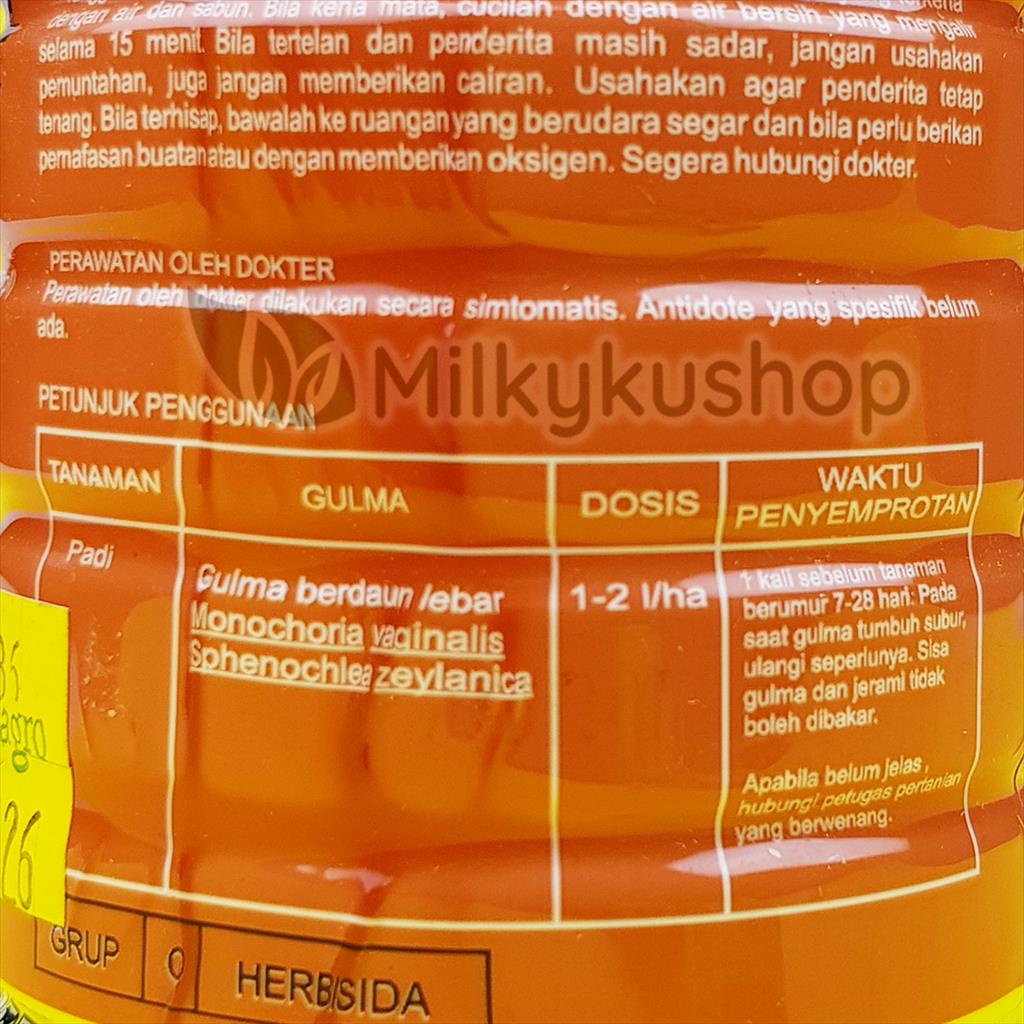 dengan air dan sabun. Bila kena mata, cucilah dengan air bersih yang mengalir
selama 15 menit. Bila tertelan dan penderita masih sadar, jangan usahakan
pemuntahan, juga jangan memberikan cairan. Usahakan agar penderita tetap
tenang. Bila terhisap, bawalah ke ruangan yang berudara segar dan bila perlu berikan
pernafasan buatan atau dengan memberikan oksigen. Segera hubungi dokter.
PERAWATAN OLEH DOKTER
Perawatan oleh dokter dilakukan secara simtomatis. Antidote yang spesifik belum
ada.
Milkykushop
PETUNJUK PENGGUNAAN
TANAMAN GULMA DOSIS WAKTU
PENYEMPROTAN
Padi
Gulma berdaun lebar
Monochoria vaginalis
Sphenochlea zeylanica
1-2 l/ha
1 kali sebelum tanaman
berumur 7-28 hari. Pada
saat gulma tumbuh subur,
ulangi seperlunya. Sisa
gulma dan jerami tidak
boleh dibakar.
Apabila belum jelas,
hubungi petugas pertanian
yang berwenang.
agro
26
GRUP O HERBISIDA